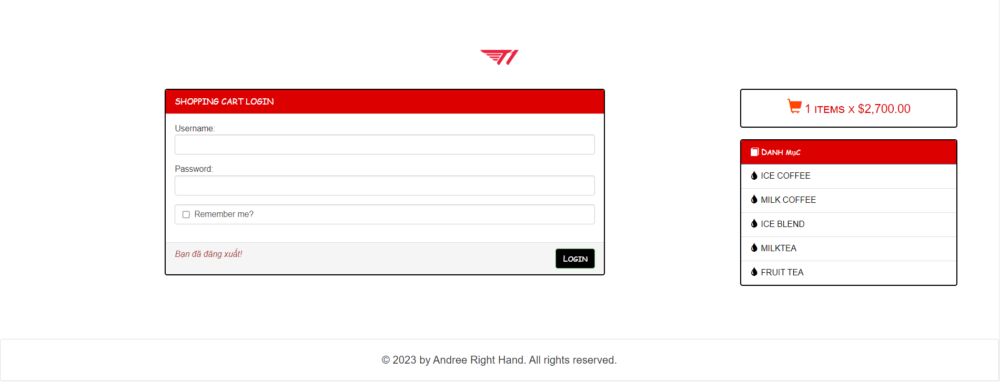 T1
SHOPPING CART LOGIN
Username:
Password:
Remember me?
Bạn đã đăng xuất!
LOGIN
1 ITEMS X $2,700.00
DANH MỤC
ICE COFFEE
MILK COFFEE
ICE BLEND
MILKTEA
FRUIT TEA
© 2023 by Andree Right Hand. All rights reserved.